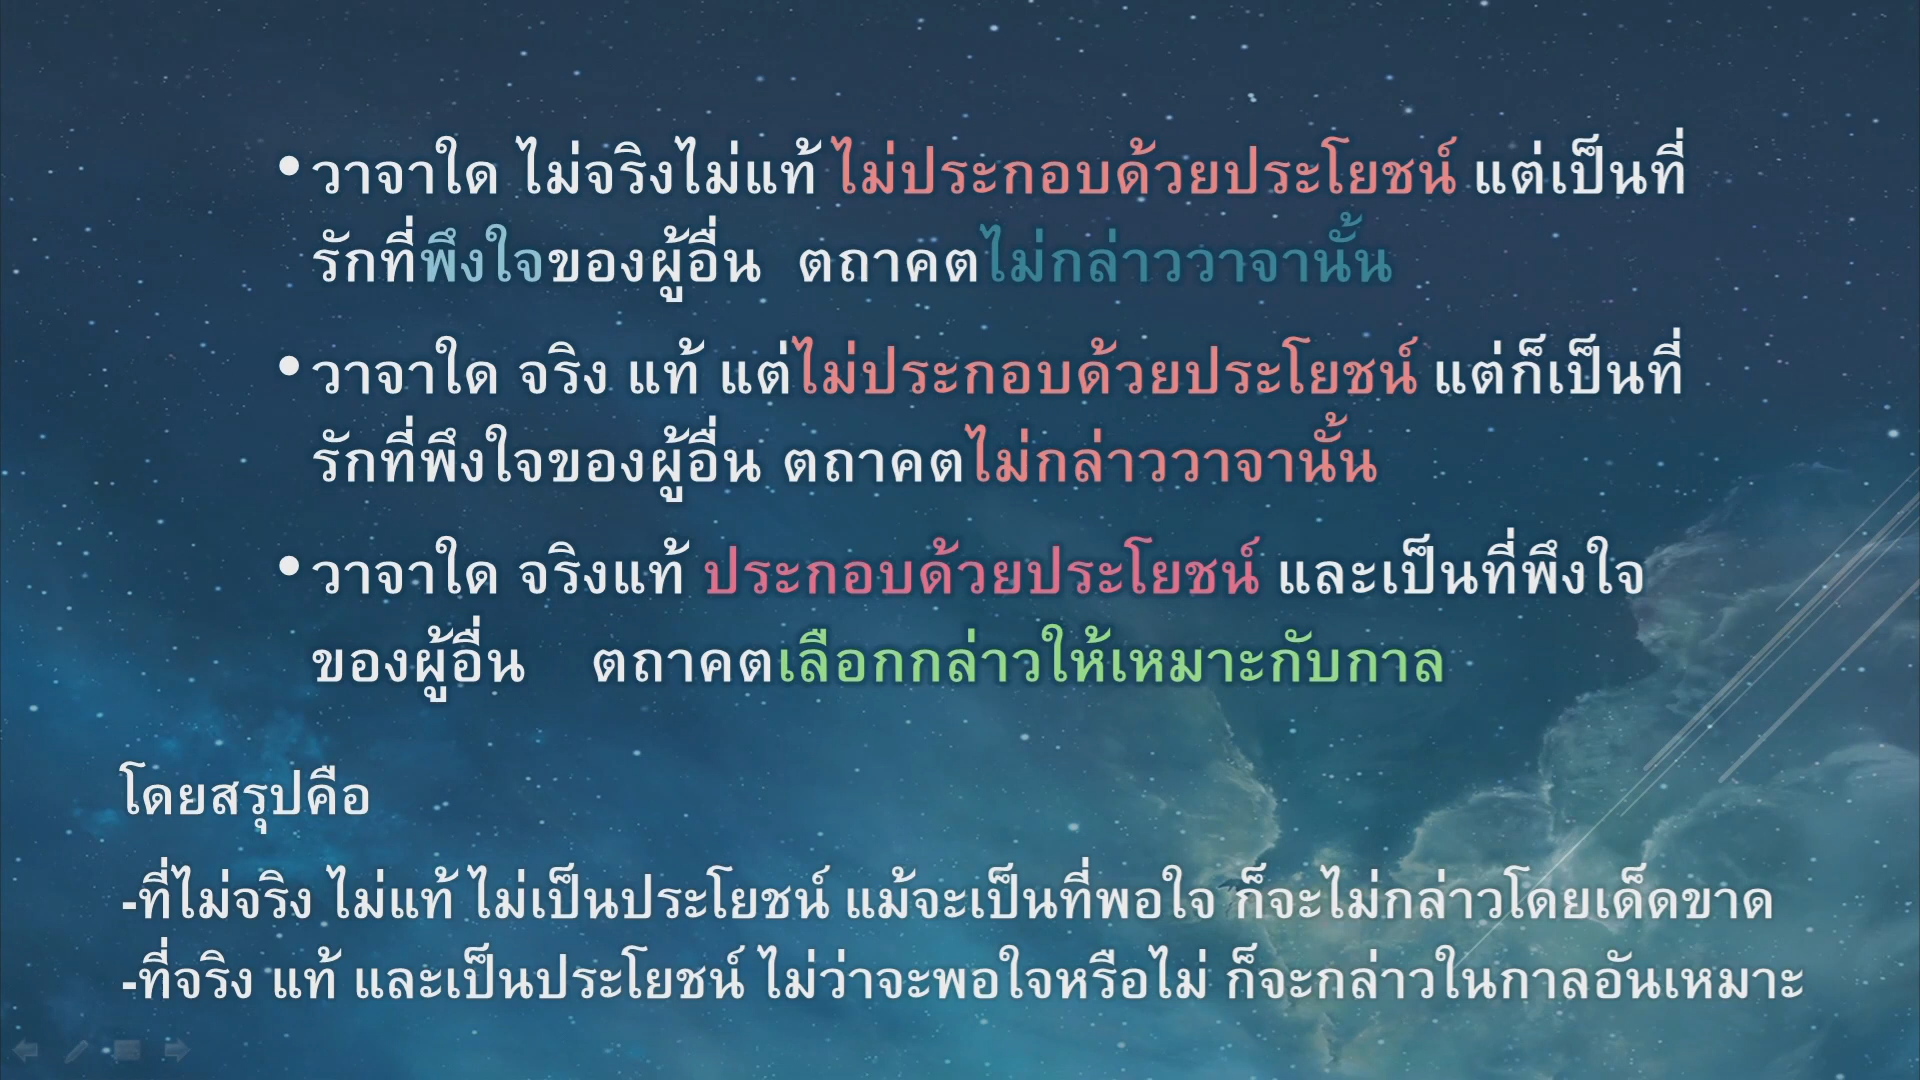 •วาจาใด ไม่จริงไม่แท้ ไม่ประกอบด้วยประโยชน์ แต่เป็นที่
รักที่พึงใจของผู้อื่น ตถาคตไม่กล่าววาจานั้น
•วาจาใด จริง แท้ แต่ไม่ประกอบด้วยประโยชน์ แต่ก็เป็นที่
รักที่พึงใจของผู้อื่น ตถาคตไม่กล่าววาจานั้น
•วาจาใด จริงแท้ ประกอบด้วยประโยชน์ และเป็นที่พึงใจ
ของผู้อื่น ตถาคตเลือกกล่าวให้เหมาะกับกาล
โดยสรุปคือ
-ที่ไม่จริง ไม่แท้ ไม่เป็นประโยชน์ แม้จะเป็นที่พอใจ ก็จะไม่กล่าวโดยเด็ดขาด
-ที่จริง แท้ และเป็นประโยชน์ ไม่ว่าจะพอใจหรือไม่ ก็จะกล่าวในกาลอันเหมาะ